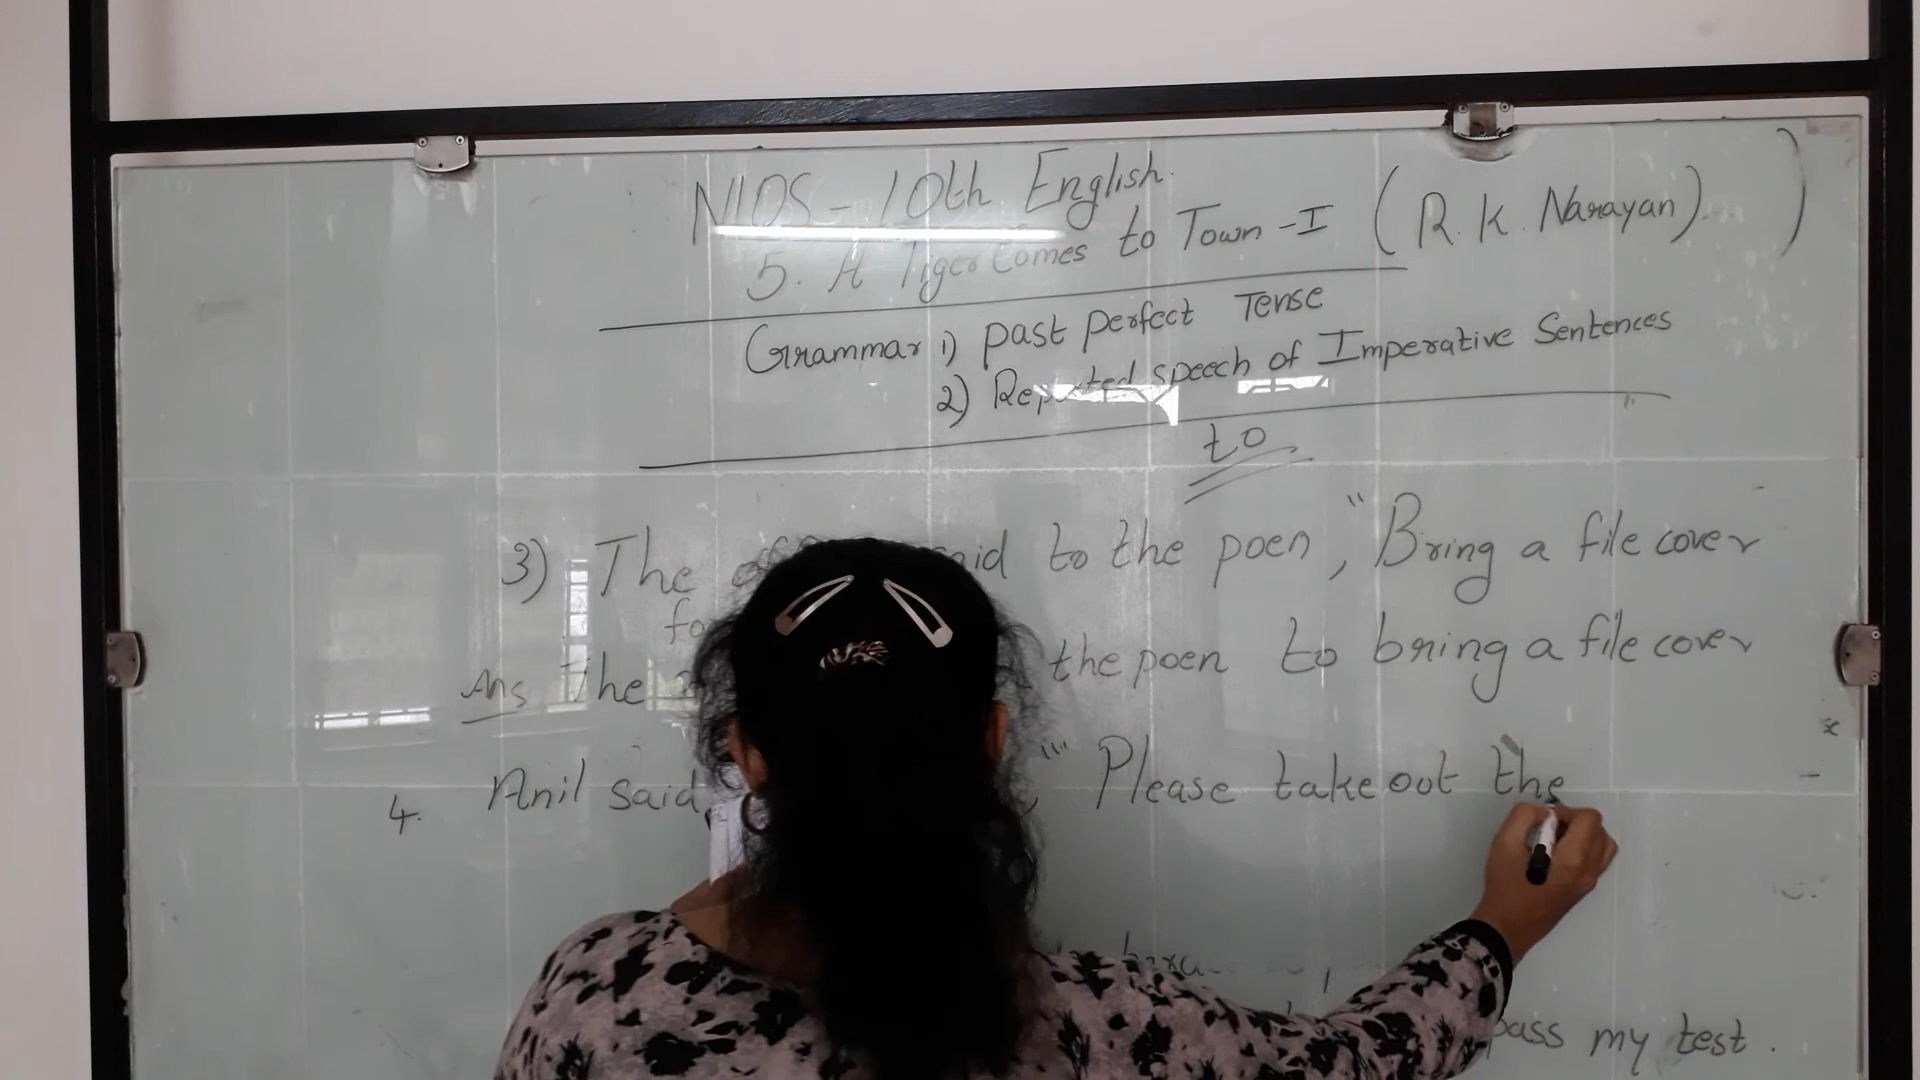 NIOS - 10th English.
5. A Tiger Comes to Town - I ( R. K. Narayan) )
Grammar 1) past perfect Tense
2) Reported speech of Imperative Sentences
to
3) The said to the poen, "Bring a file cover
Ans The the poen to bring a file cover
4. Anil said, , "Please take out the
pass my test.